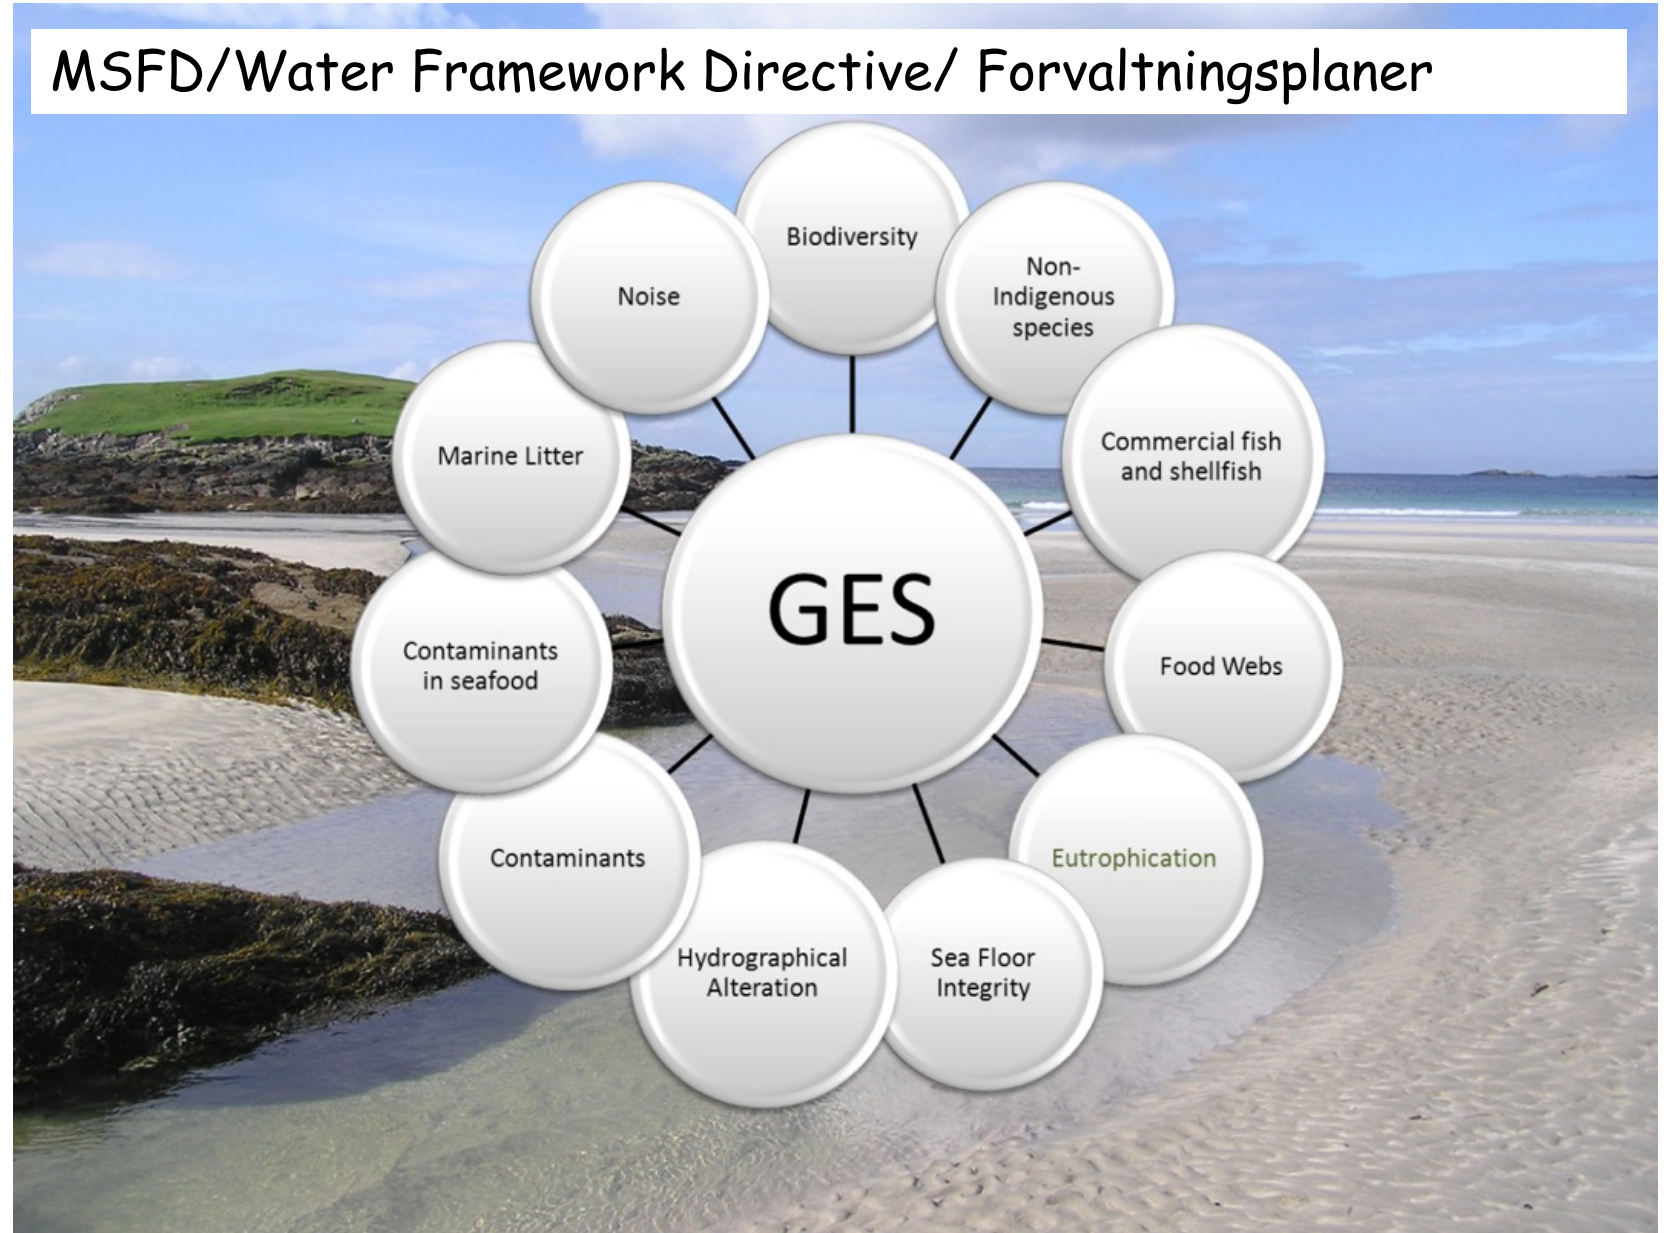 MSFD/Water Framework Directive/ Forvaltningsplaner
Biodiversity
Non-
Indigenous
species
Commercial fish
and shellfish
Food Webs
Eutrophication
Sea Floor
Integrity
Hydrographical
Alteration
Contaminants
Contaminants
in seafood
Marine Litter
Noise
GES